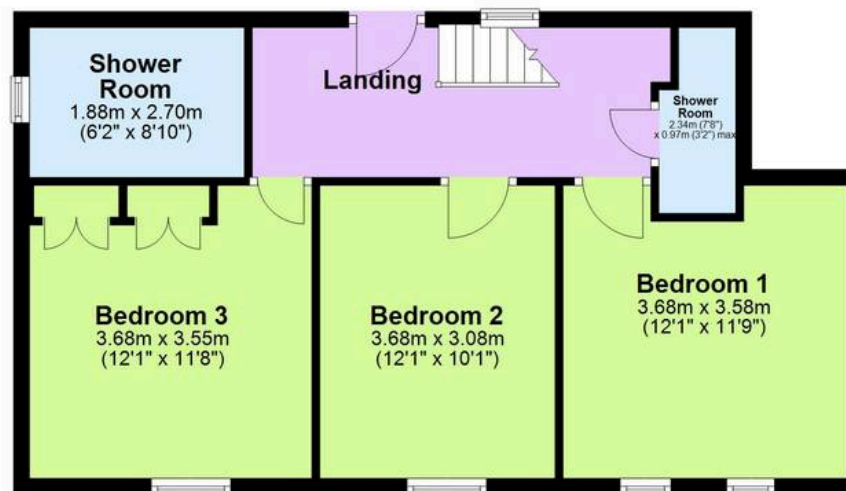 Shower
Room
1.88m x 2.70m
(6'2" x 8'10")
Landing
Shower
Room
2.34m (7'8")
x 0.97m (3'2") max
Bedroom 3
3.68m x 3.55m
(12'1" x 11'8")
Bedroom 2
3.68m x 3.08m
(12'1" x 10'1")
Bedroom 1
3.68m x 3.58m
(12'1" x 11'9")